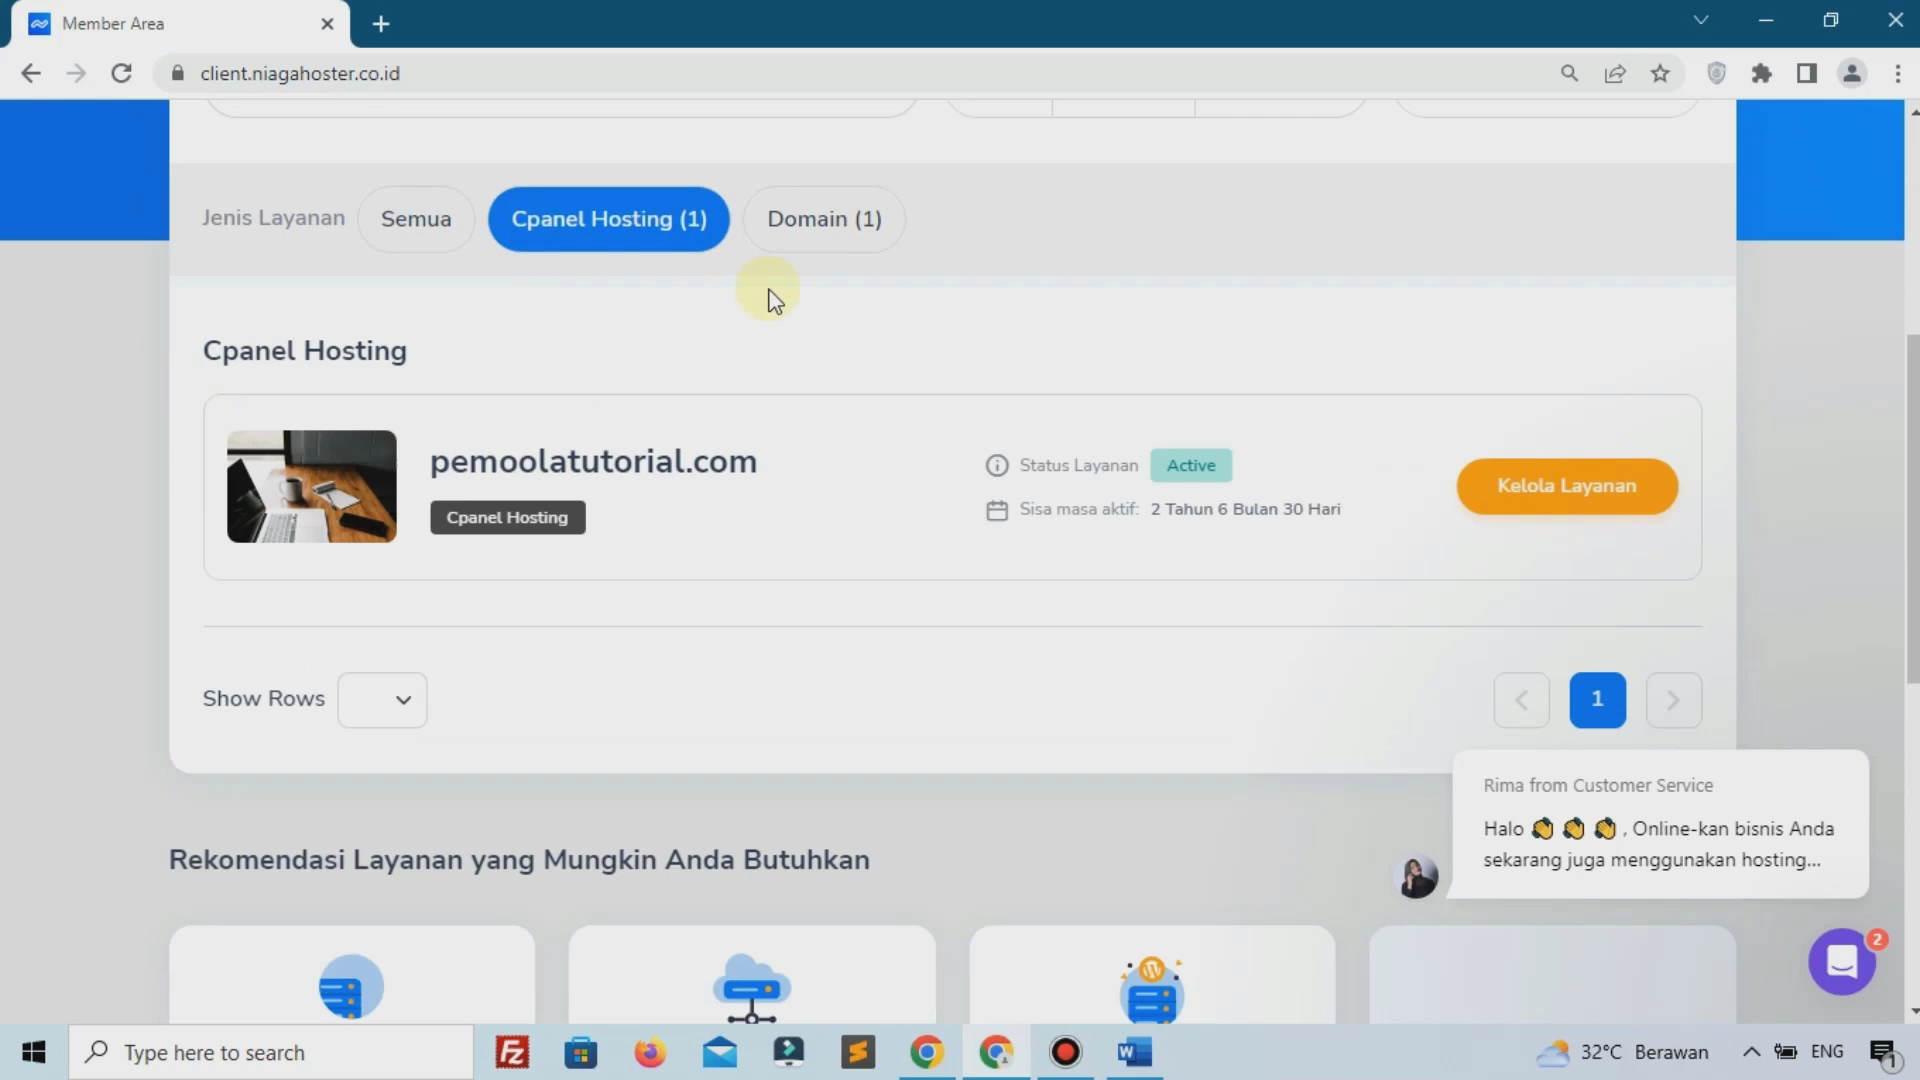 Member Area
client.niagahoster.co.id
Jenis Layanan
Semua
Cpanel Hosting (1)
Domain (1)
Cpanel Hosting
pemoolatutorial.com
Cpanel Hosting
Status Layanan
Active
Sisa masa aktif:
2 Tahun 6 Bulan 30 Hari
Kelola Layanan
Show Rows
1
Rima from Customer Service
Halo 👏 👏 👏 , Online-kan bisnis Anda
sekarang juga menggunakan hosting...
Rekomendasi Layanan yang Mungkin Anda Butuhkan
2
Type here to search
32°C Berawan
ENG
1